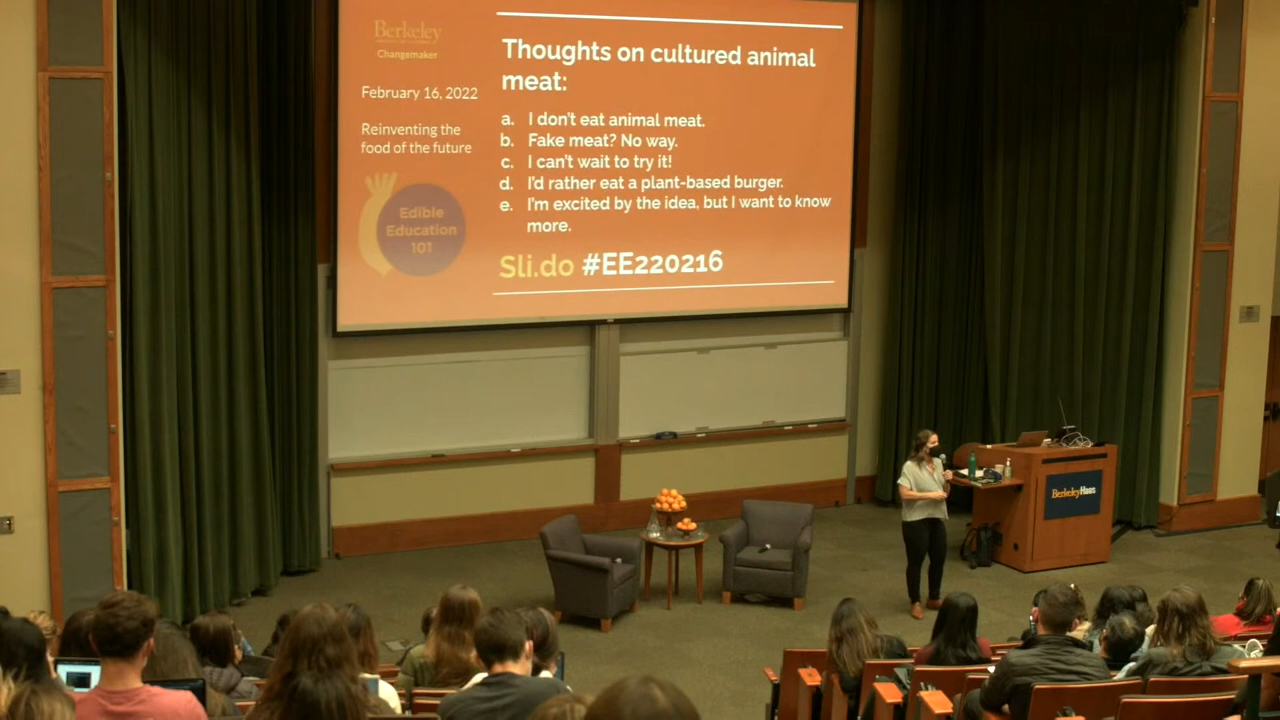 Berkeley
Changemaker
February 16, 2022
Reinventing the
food of the future
Edible
Education
101
Thoughts on cultured animal
meat:
a. I don't eat animal meat.
b. Fake meat? No way.
c. I can't wait to try it!
d. I'd rather eat a plant-based burger.
e. I'm excited by the idea, but I want to know
more.
Sli.do #EE220216
BerkeleyHaas